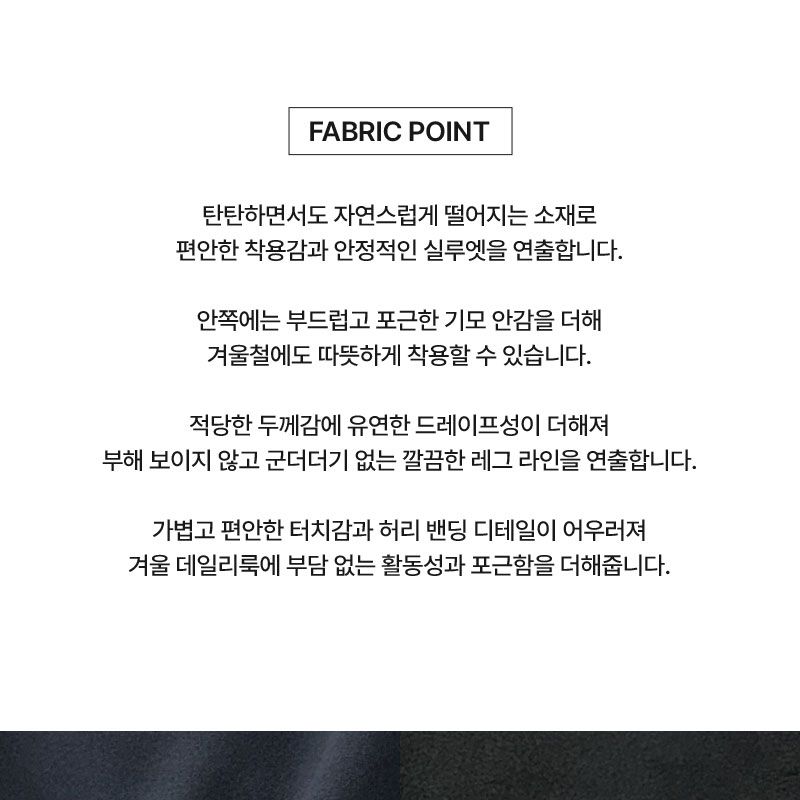 FABRIC POINT
탄탄하면서도 자연스럽게 떨어지는 소재로
편안한 착용감과 안정적인 실루엣을 연출합니다.
안쪽에는 부드럽고 포근한 기모 안감을 더해
겨울철에도 따뜻하게 착용할 수 있습니다.
적당한 두께감에 유연한 드레이프성이 더해져
부해 보이지 않고 군더더기 없는 깔끔한 레그 라인을 연출합니다.
가볍고 편안한 터치감과 허리 밴딩 디테일이 어우러져
겨울 데일리룩에 부담 없는 활동성과 포근함을 더해줍니다.